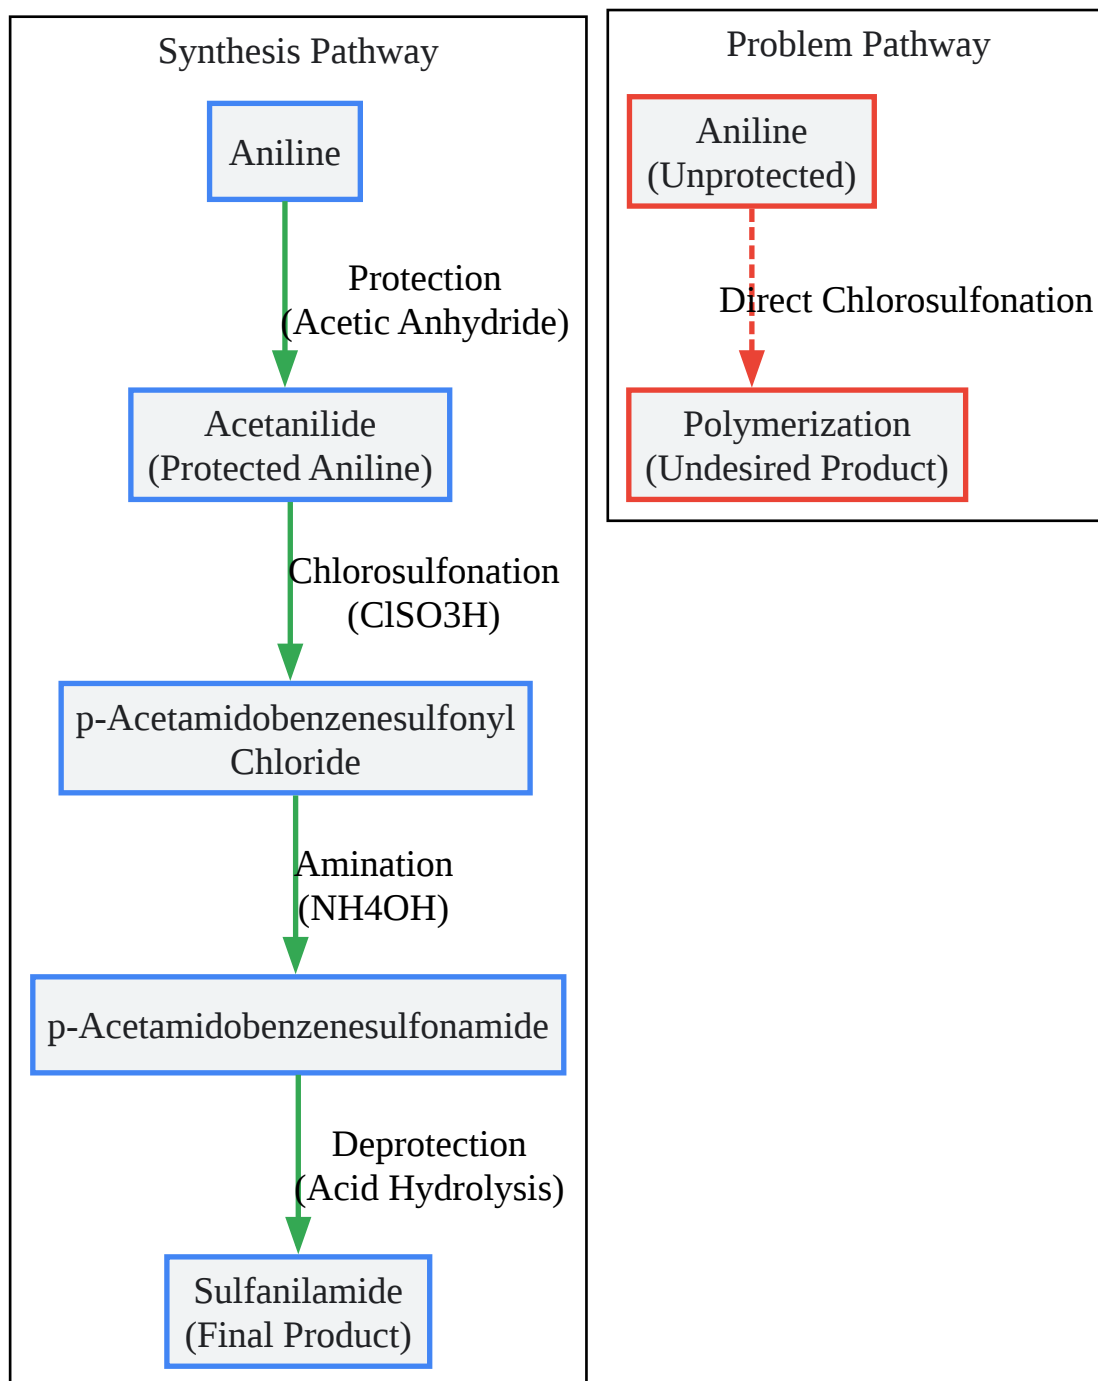 Synthesis Pathway
Aniline
Protection
(Acetic Anhydride)
Acetanilide
(Protected Aniline)
Chlorosulfonation
(ClSO3H)
p-Acetamidobenzenesulfonyl
Chloride
Amination
(NH4OH)
p-Acetamidobenzenesulfonamide
Deprotection
(Acid Hydrolysis)
Sulfanilamide
(Final Product)
Problem Pathway
Aniline
(Unprotected)
Direct Chlorosulfonation
Polymerization
(Undesired Product)